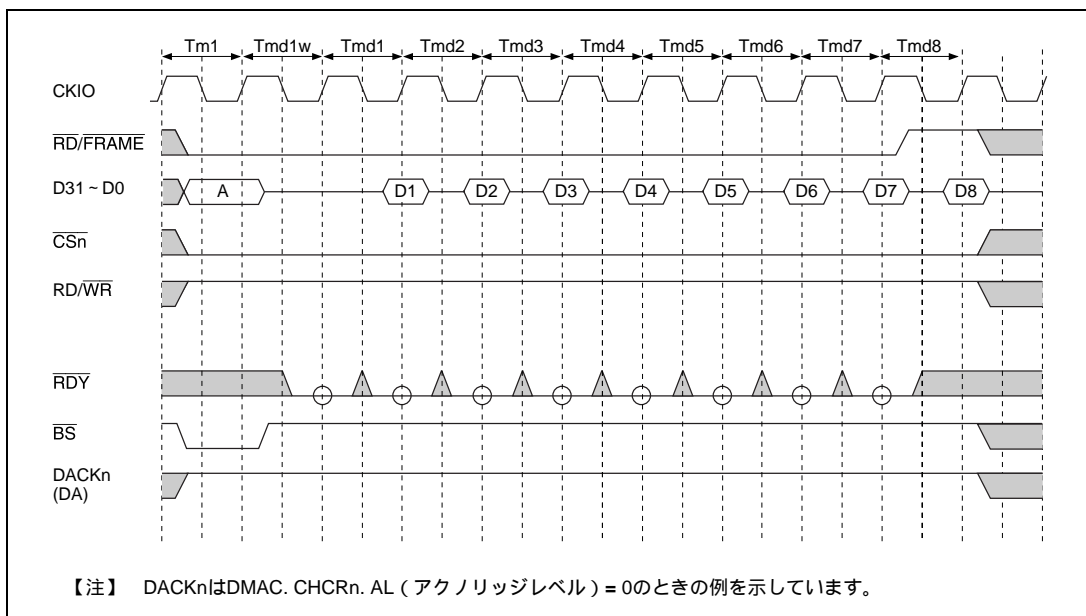 Tm1 Tmd1w Tmd1 Tmd2 Tmd3 Tmd4 Tmd5 Tmd6 Tmd7 Tmd8
CKIO
RD/FRAME
D31～D0 A D1 D2 D3 D4 D5 D6 D7 D8
CSn
RD/WR
RDY
BS
DACKn
(DA)
【注】 DACKnはDMAC. CHCRn. AL（アクノリッジレベル）= 0のときの例を示しています。